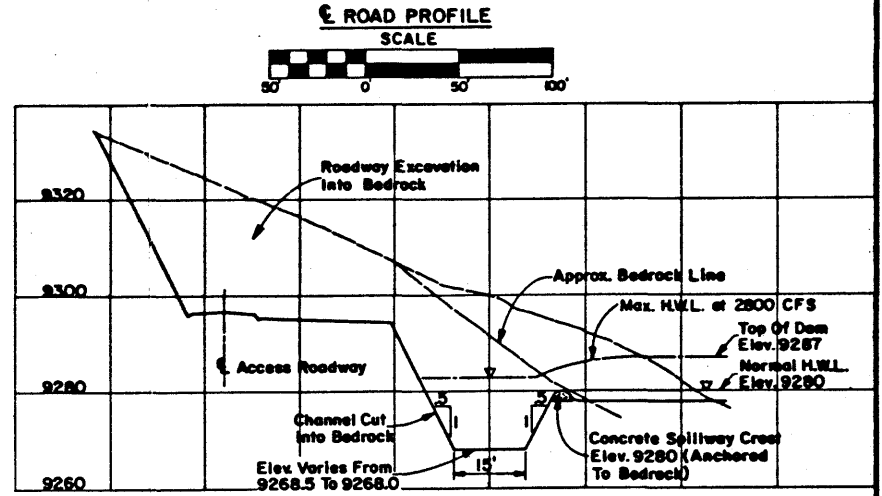 ℄ ROAD PROFILE
SCALE
50' 0' 50' 100'
Roadway Excavation
Into Bedrock
9320
Approx. Bedrock Line
9300
Max. H.W.L. at 2800 CFS
Top Of Dam
Elev. 9287
℄ Access Roadway
Normal H.W.L.
Elev. 9280
9280
.5
1
.5
1
Channel Cut
Into Bedrock
Concrete Spillway Crest
Elev. 9280 (Anchored
To Bedrock)
15'
Elev. Varies From
9268.5 To 9268.0
9260